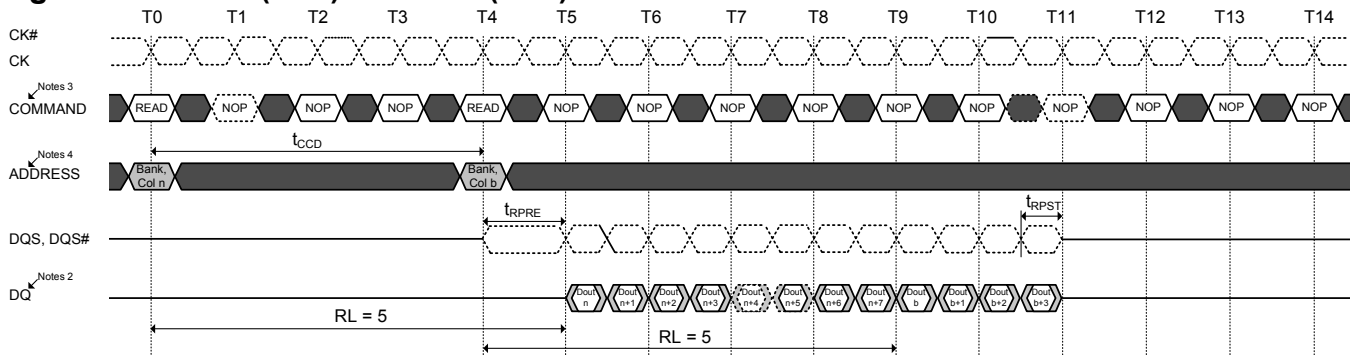 T0 T1 T2 T3 T4 T5 T6 T7 T8 T9 T10 T11 T12 T13 T14
CK#
CK
Notes 3
COMMAND READ NOP NOP NOP READ NOP NOP NOP NOP NOP NOP NOP NOP NOP NOP
tCCD
Notes 4
ADDRESS
Bank, Col n
Bank, Col b
tRPRE
tRPST
DQS, DQS#
Notes 2
DQ
Dout n
Dout n+1
Dout n+2
Dout n+3
Dout n+4
Dout n+5
Dout n+6
Dout n+7
Dout b
Dout b+1
Dout b+2
Dout b+3
RL = 5
RL = 5